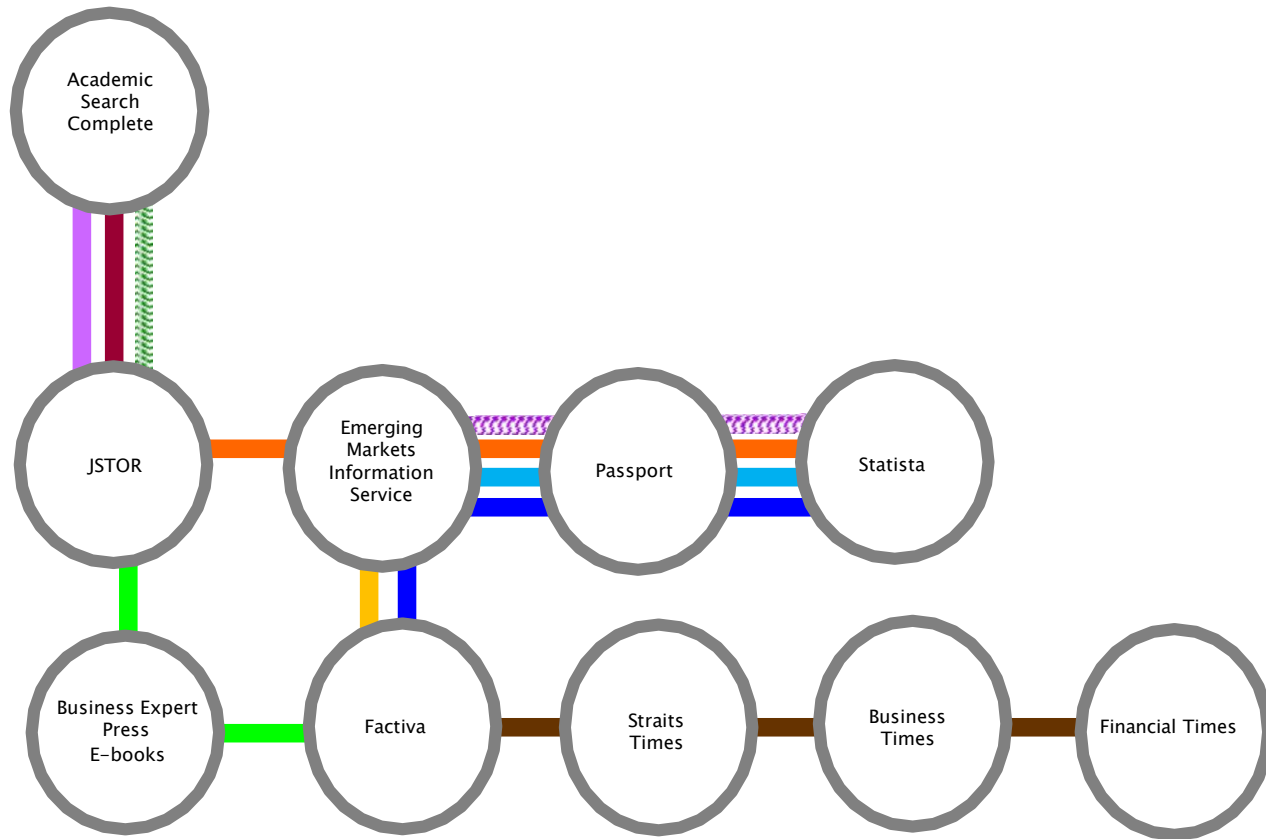 Academic
Search
Complete
JSTOR
Emerging
Markets
Information
Service
Passport
Statista
Business Expert
Press
E-books
Factiva
Straits
Times
Business
Times
Financial Times